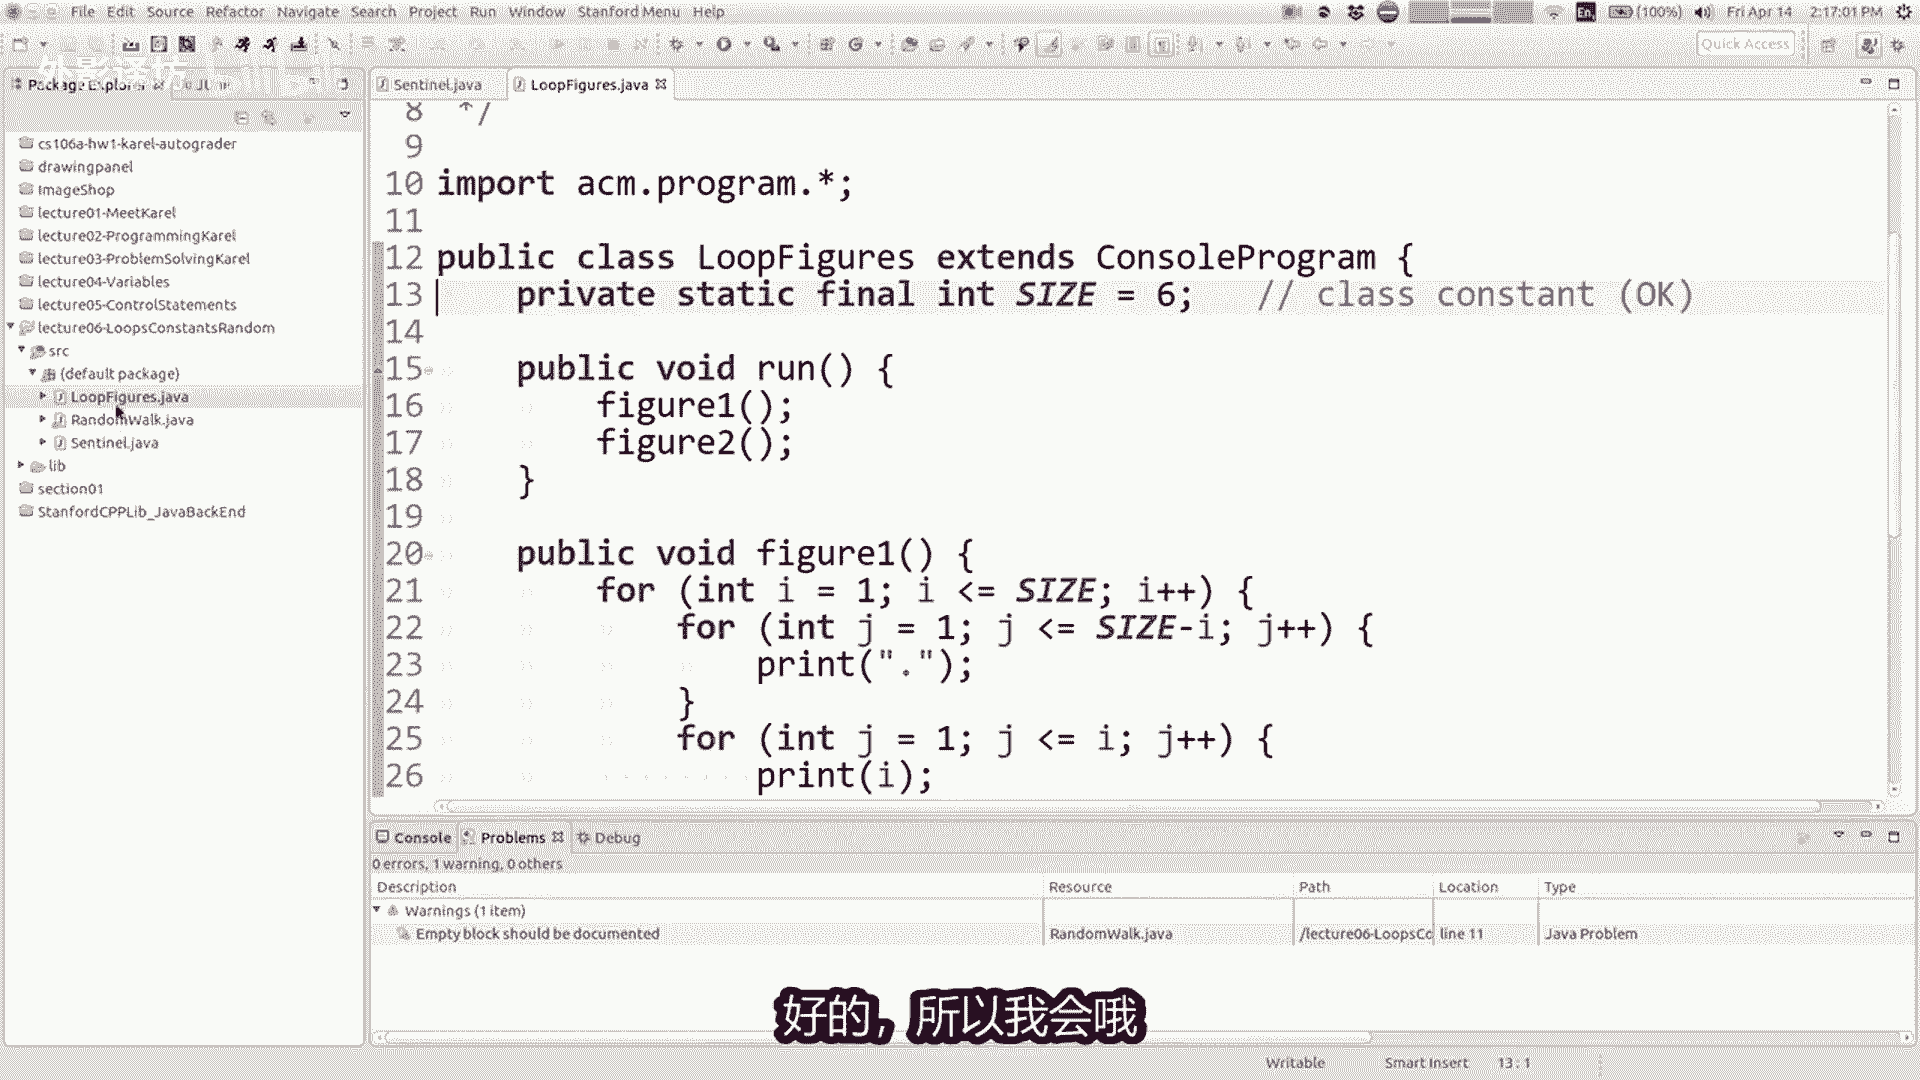 File Edit Source Refactor Navigate Search Project Run Window Stanford Menu Help
En (100%) Fri Apr 14 2:17:01 PM
Quick Access
Package Explorer
Sentinel.java LoopFigures.java
cs106a-hw1-karel-autograder
drawingpanel
ImageShop
lecture01-MeetKarel
lecture02-ProgrammingKarel
lecture03-ProblemSolvingKarel
lecture04-Variables
lecture05-ControlStatements
lecture06-LoopsConstantsRandom
src
(default package)
LoopFigures.java
RandomWalk.java
Sentinel.java
lib
section01
StanfordCPPLib_JavaBackEnd
8 */
9
10 import acm.program.*;
11
12 public class LoopFigures extends ConsoleProgram {
13 private static final int SIZE = 6; // class constant (OK)
14
15 public void run() {
16 figure1();
17 figure2();
18 }
19
20 public void figure1() {
21 for (int i = 1; i <= SIZE; i++) {
22 for (int j = 1; j <= SIZE-i; j++) {
23 print(".");
24 }
25 for (int j = 1; j <= i; j++) {
26 print(i);
Console Problems Debug
0 errors, 1 warning, 0 others
Description Resource Path Location Type
Warnings (1 item)
Empty block should be documented RandomWalk.java /lecture06-LoopsCo line 11 Java Problem
好的，所以我会哦
Writable Smart Insert 13 : 1